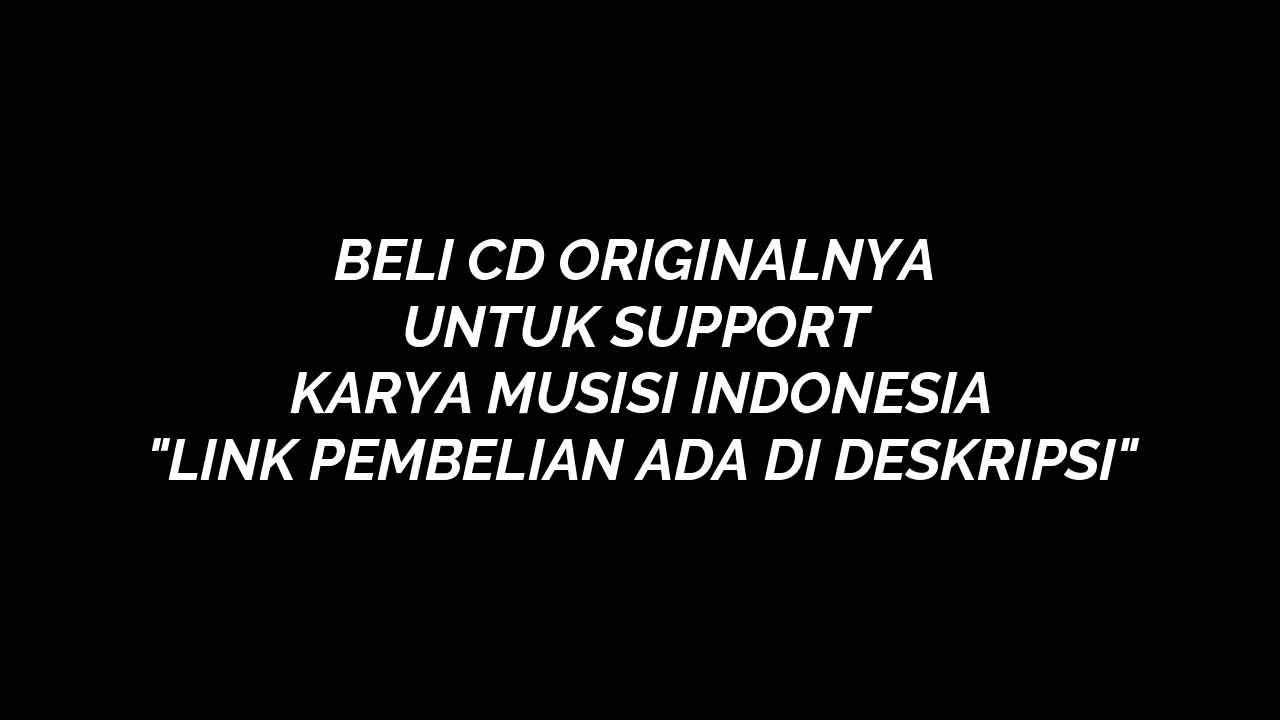 BELI CD ORIGINALNYA
UNTUK SUPPORT
KARYA MUSISI INDONESIA
"LINK PEMBELIAN ADA DI DESKRIPSI"